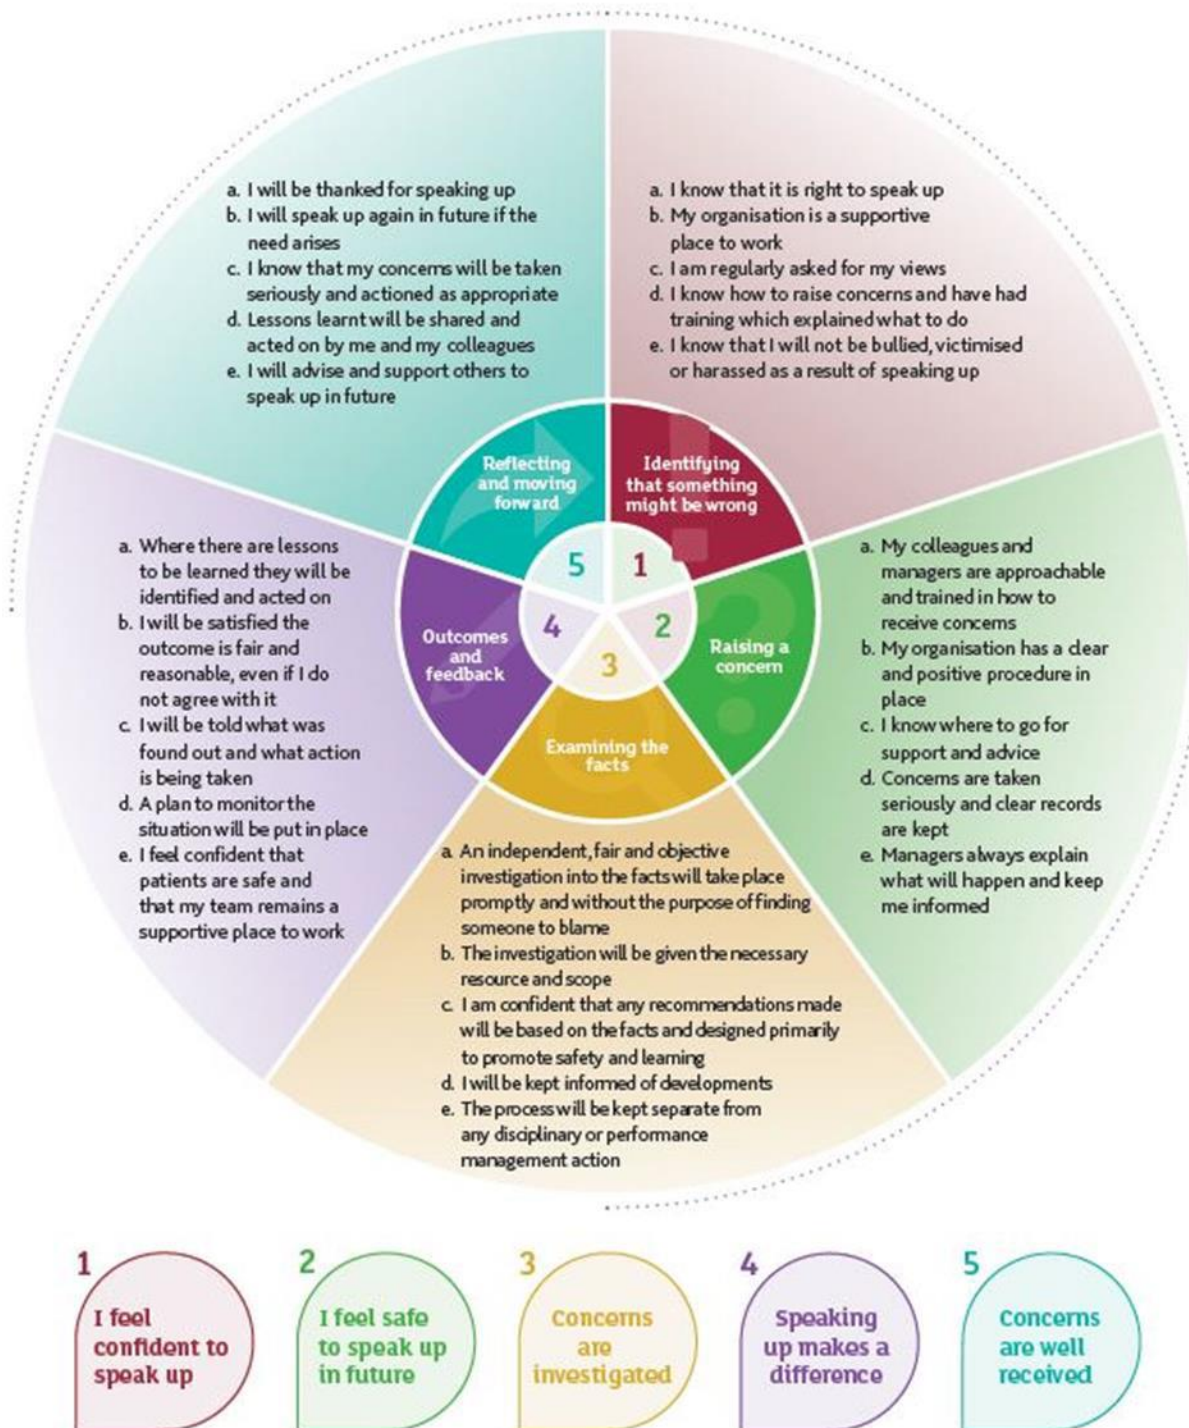 a. I will be thanked for speaking up
b. I will speak up again in future if the
need arises
c. I know that my concerns will be taken
seriously and actioned as appropriate
d. Lessons learnt will be shared and
acted on by me and my colleagues
e. I will advise and support others to
speak up in future
a. I know that it is right to speak up
b. My organisation is a supportive
place to work
c. I am regularly asked for my views
d. I know how to raise concerns and have had
training which explained what to do
e. I know that I will not be bullied, victimised
or harassed as a result of speaking up
Reflecting
and moving
forward
Identifying
that something
might be wrong
5
1
4
2
3
Outcomes
and
feedback
Raising a
concern
Examining the
facts
a. Where there are lessons
to be learned they will be
identified and acted on
b. I will be satisfied the
outcome is fair and
reasonable, even if I do
not agree with it
c. I will be told what was
found out and what action
is being taken
d. A plan to monitor the
situation will be put in place
e. I feel confident that
patients are safe and
that my team remains a
supportive place to work
a. My colleagues and
managers are approachable
and trained in how to
receive concerns
b. My organisation has a clear
and positive procedure in
place
c. I know where to go for
support and advice
d. Concerns are taken
seriously and clear records
are kept
e. Managers always explain
what will happen and keep
me informed
a. An independent, fair and objective
investigation into the facts will take place
promptly and without the purpose of finding
someone to blame
b. The investigation will be given the necessary
resource and scope
c. I am confident that any recommendations made
will be based on the facts and designed primarily
to promote safety and learning
d. I will be kept informed of developments
e. The process will be kept separate from
any disciplinary or performance
management action
1
I feel
confident to
speak up
2
I feel safe
to speak up
in future
3
Concerns
are
investigated
4
Speaking
up makes a
difference
5
Concerns
are well
received